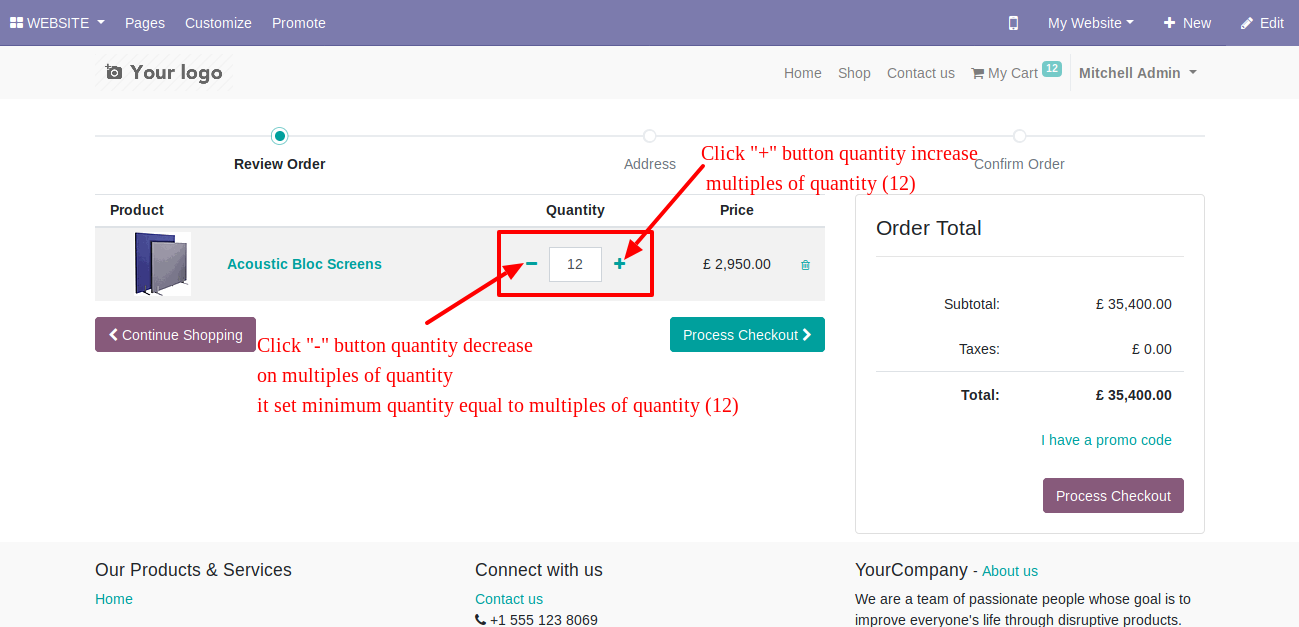 WEBSITE Pages Customize Promote My Website + New Edit
Your logo Home Shop Contact us My Cart 12 Mitchell Admin
Review Order Address Confirm Order
Click "+" button quantity increase
multiples of quantity (12)
Product Quantity Price
Acoustic Bloc Screens − 12 + £ 2,950.00
Continue Shopping Process Checkout
Click "-" button quantity decrease
on multiples of quantity
it set minimum quantity equal to multiples of quantity (12)
Order Total
Subtotal: £ 35,400.00
Taxes: £ 0.00
Total: £ 35,400.00
I have a promo code
Process Checkout
Our Products & Services
Home
Connect with us
Contact us
+1 555 123 8069
YourCompany - About us
We are a team of passionate people whose goal is to
improve everyone's life through disruptive products.